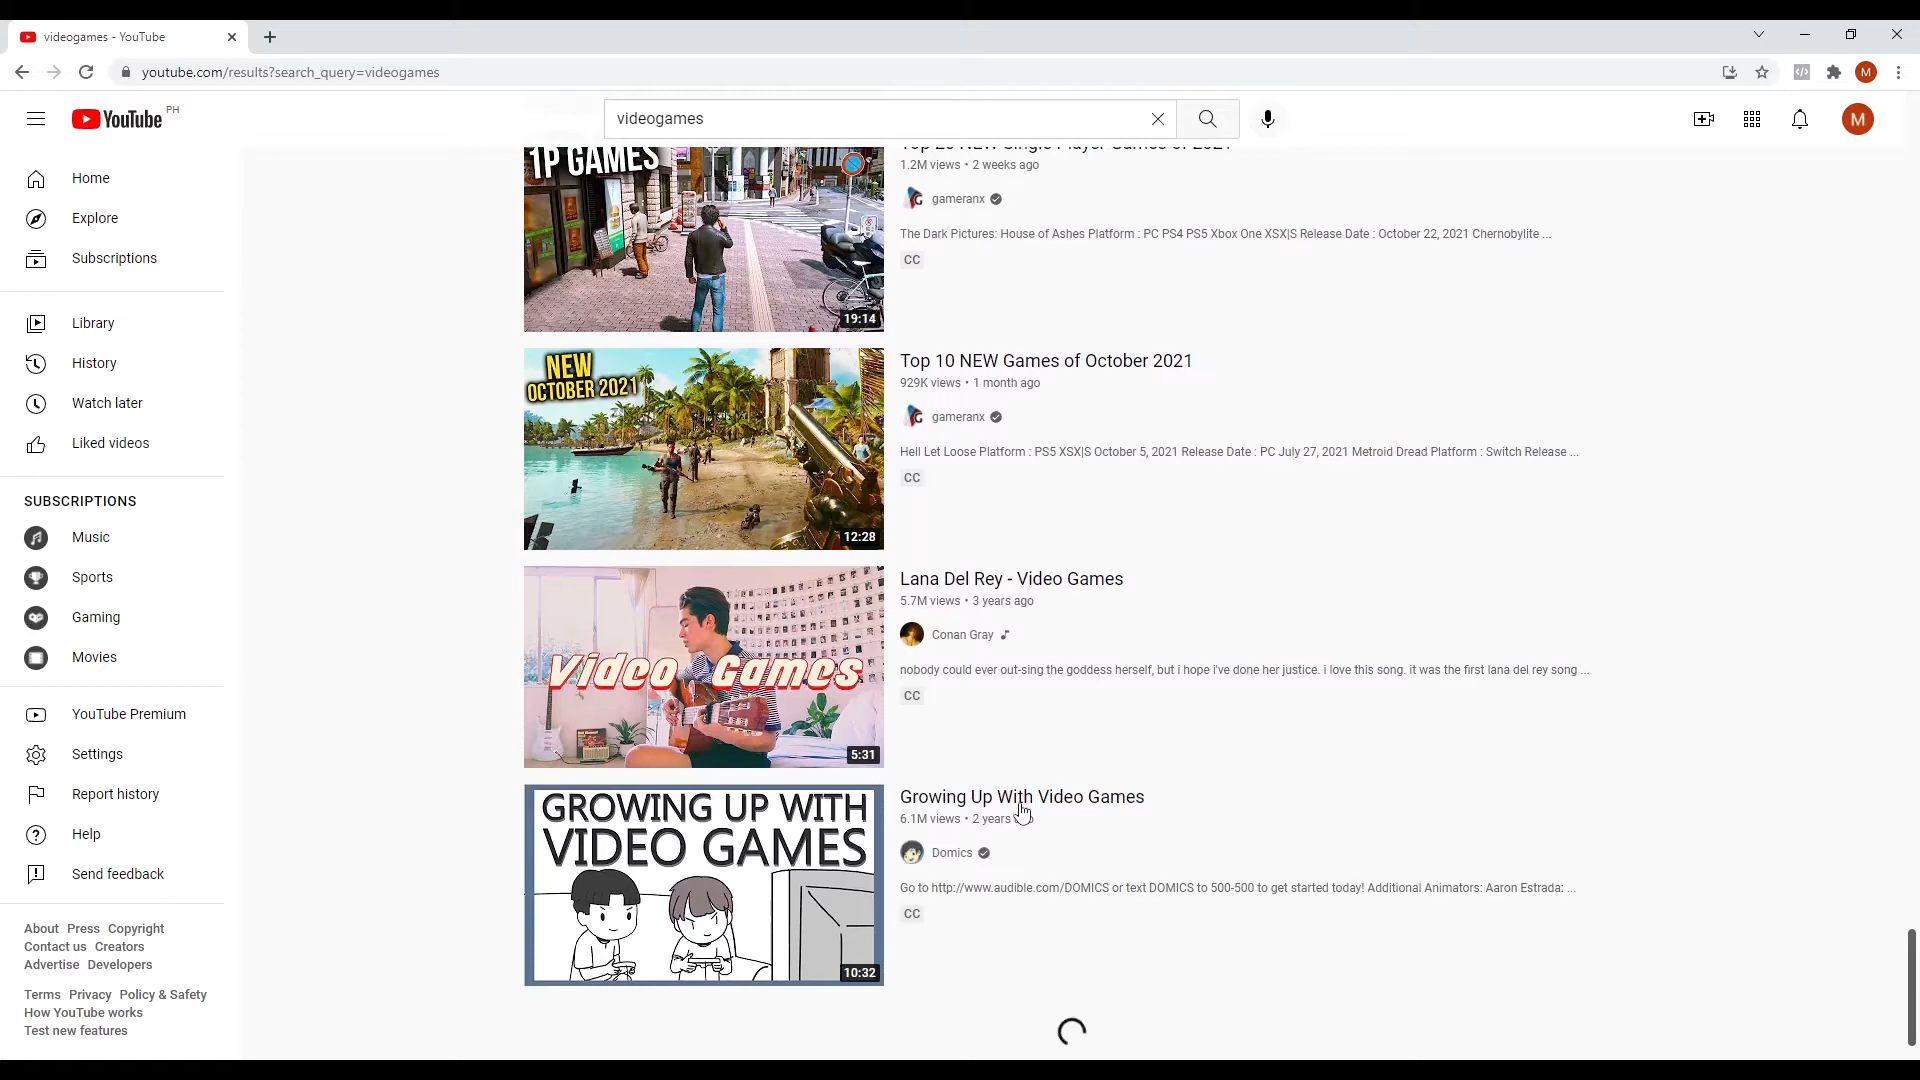 videogames - YouTube
youtube.com/results?search_query=videogames
YouTube PH
videogames
M
M
Home
Explore
Subscriptions
Library
History
Watch later
Liked videos
SUBSCRIPTIONS
Music
Sports
Gaming
Movies
YouTube Premium
Settings
Report history
Help
Send feedback
About Press Copyright
Contact us Creators
Advertise Developers
Terms Privacy Policy & Safety
How YouTube works
Test new features
1P GAMES
19:14
Top 20 NEW Single Player Games of 2021
1.2M views • 2 weeks ago
gameranx
The Dark Pictures: House of Ashes Platform : PC PS4 PS5 Xbox One XSX|S Release Date : October 22, 2021 Chernobylite ...
CC
NEW
OCTOBER 2021
12:28
Top 10 NEW Games of October 2021
929K views • 1 month ago
gameranx
Hell Let Loose Platform : PS5 XSX|S October 5, 2021 Release Date : PC July 27, 2021 Metroid Dread Platform : Switch Release ...
CC
Video Games
5:31
Lana Del Rey - Video Games
5.7M views • 3 years ago
Conan Gray
nobody could ever out-sing the goddess herself, but i hope i've done her justice. i love this song. it was the first lana del rey song ...
CC
GROWING UP WITH
VIDEO GAMES
10:32
Growing Up With Video Games
6.1M views • 2 years
Domics
Go to http://www.audible.com/DOMICS or text DOMICS to 500-500 to get started today! Additional Animators: Aaron Estrada: ...
CC